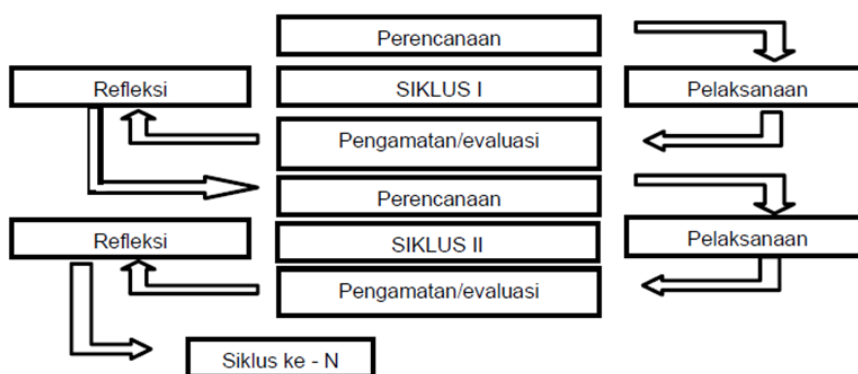 Perencanaan
Refleksi
SIKLUS I
Pelaksanaan
Pengamatan/evaluasi
Perencanaan
Refleksi
SIKLUS II
Pelaksanaan
Pengamatan/evaluasi
Siklus ke - N